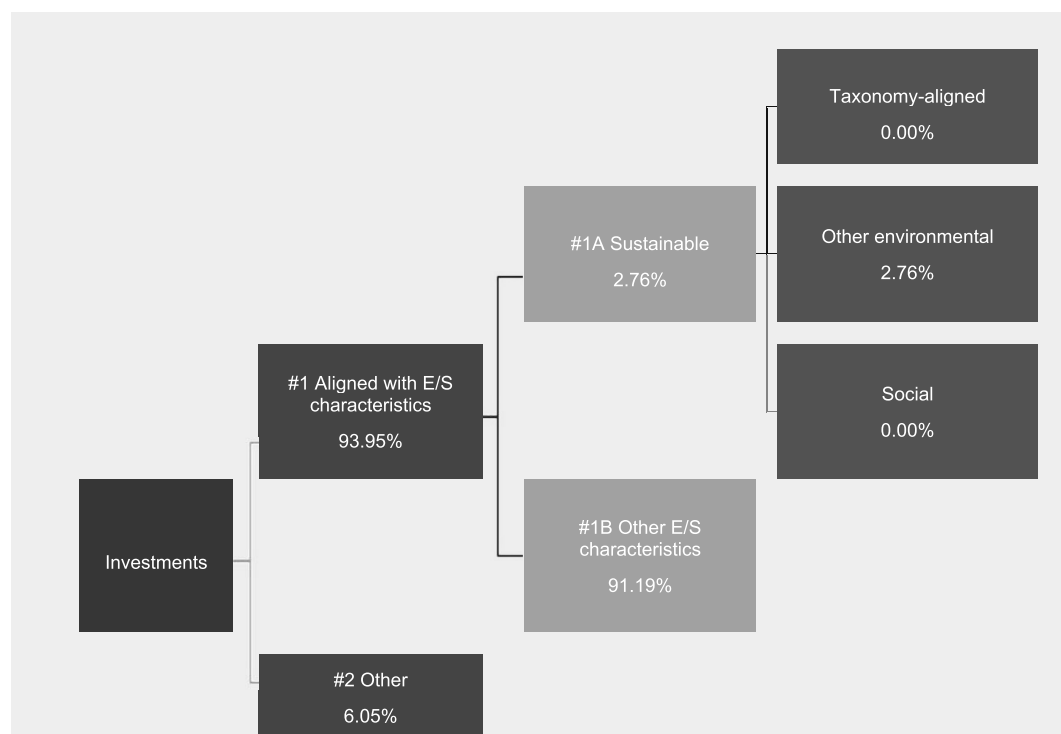 Taxonomy-aligned
0.00%
#1A Sustainable
2.76%
Other environmental
2.76%
#1 Aligned with E/S
characteristics
93.95%
Social
0.00%
Investments
#1B Other E/S
characteristics
91.19%
#2 Other
6.05%